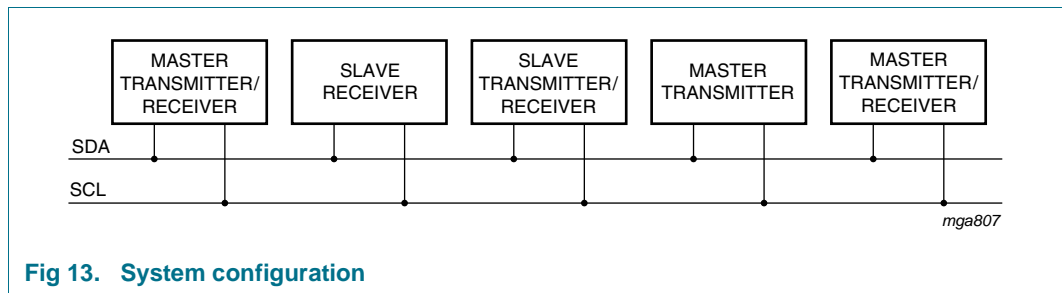 MASTER
TRANSMITTER/
RECEIVER
SLAVE
RECEIVER
SLAVE
TRANSMITTER/
RECEIVER
MASTER
TRANSMITTER
MASTER
TRANSMITTER/
RECEIVER
SDA
SCL
mga807
Fig 13. System configuration